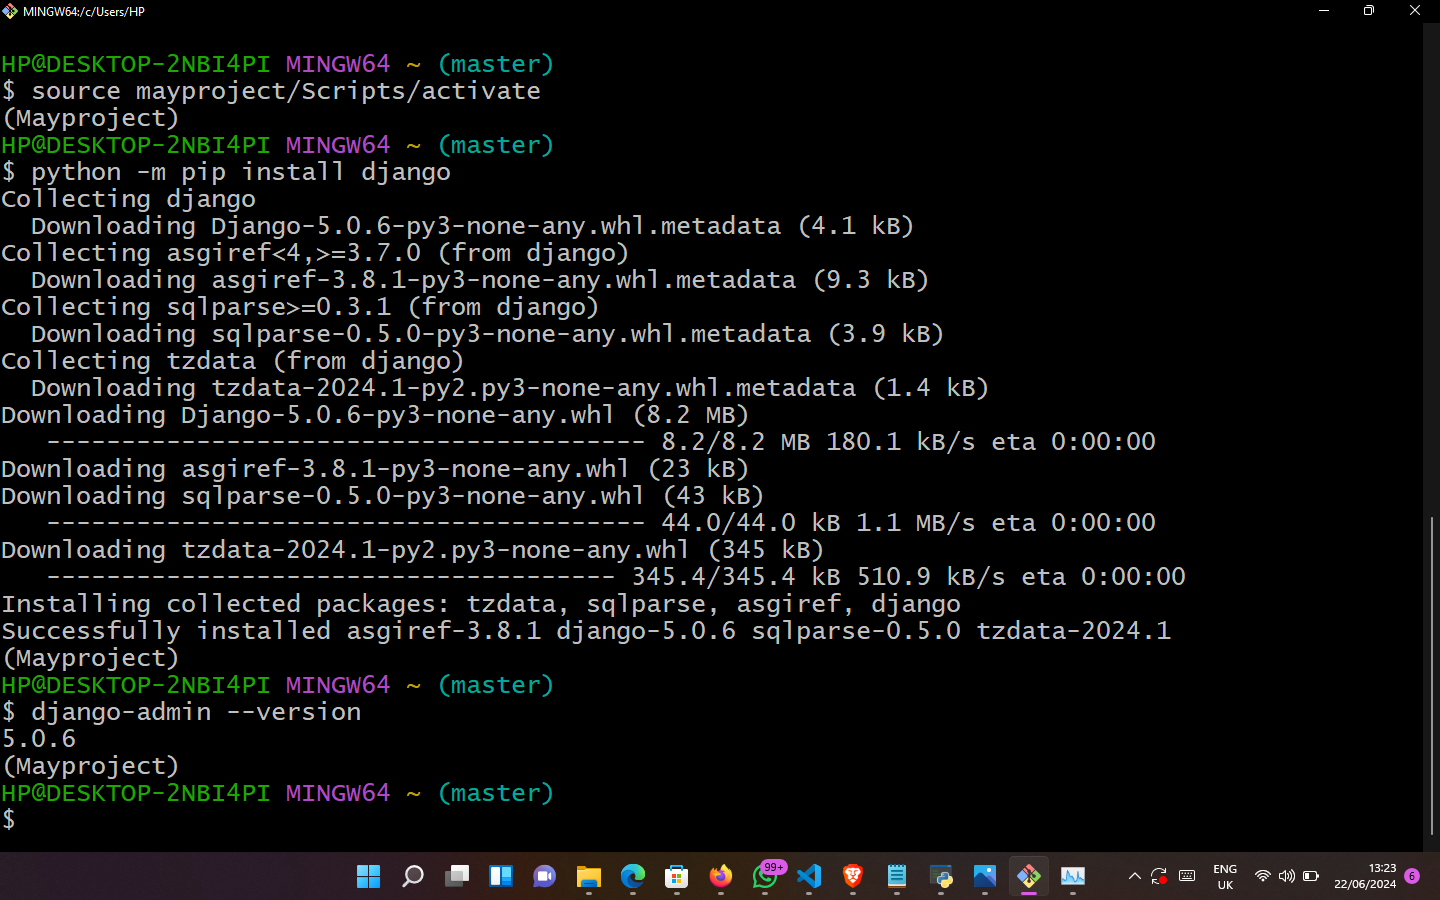 MINGW64:/c/Users/HP
HP@DESKTOP-2NBI4PI MINGW64 ~ (master)
$ source mayproject/Scripts/activate
(Mayproject)
HP@DESKTOP-2NBI4PI MINGW64 ~ (master)
$ python -m pip install django
Collecting django
  Downloading Django-5.0.6-py3-none-any.whl.metadata (4.1 kB)
Collecting asgiref<4,>=3.7.0 (from django)
  Downloading asgiref-3.8.1-py3-none-any.whl.metadata (9.3 kB)
Collecting sqlparse>=0.3.1 (from django)
  Downloading sqlparse-0.5.0-py3-none-any.whl.metadata (3.9 kB)
Collecting tzdata (from django)
  Downloading tzdata-2024.1-py2.py3-none-any.whl.metadata (1.4 kB)
Downloading Django-5.0.6-py3-none-any.whl (8.2 MB)
   ---------------------------------------- 8.2/8.2 MB 180.1 kB/s eta 0:00:00
Downloading asgiref-3.8.1-py3-none-any.whl (23 kB)
Downloading sqlparse-0.5.0-py3-none-any.whl (43 kB)
   ---------------------------------------- 44.0/44.0 kB 1.1 MB/s eta 0:00:00
Downloading tzdata-2024.1-py2.py3-none-any.whl (345 kB)
   -------------------------------------- 345.4/345.4 kB 510.9 kB/s eta 0:00:00
Installing collected packages: tzdata, sqlparse, asgiref, django
Successfully installed asgiref-3.8.1 django-5.0.6 sqlparse-0.5.0 tzdata-2024.1
(Mayproject)
HP@DESKTOP-2NBI4PI MINGW64 ~ (master)
$ django-admin --version
5.0.6
(Mayproject)
HP@DESKTOP-2NBI4PI MINGW64 ~ (master)
$
99+
ENG
UK
13:23
22/06/2024
6